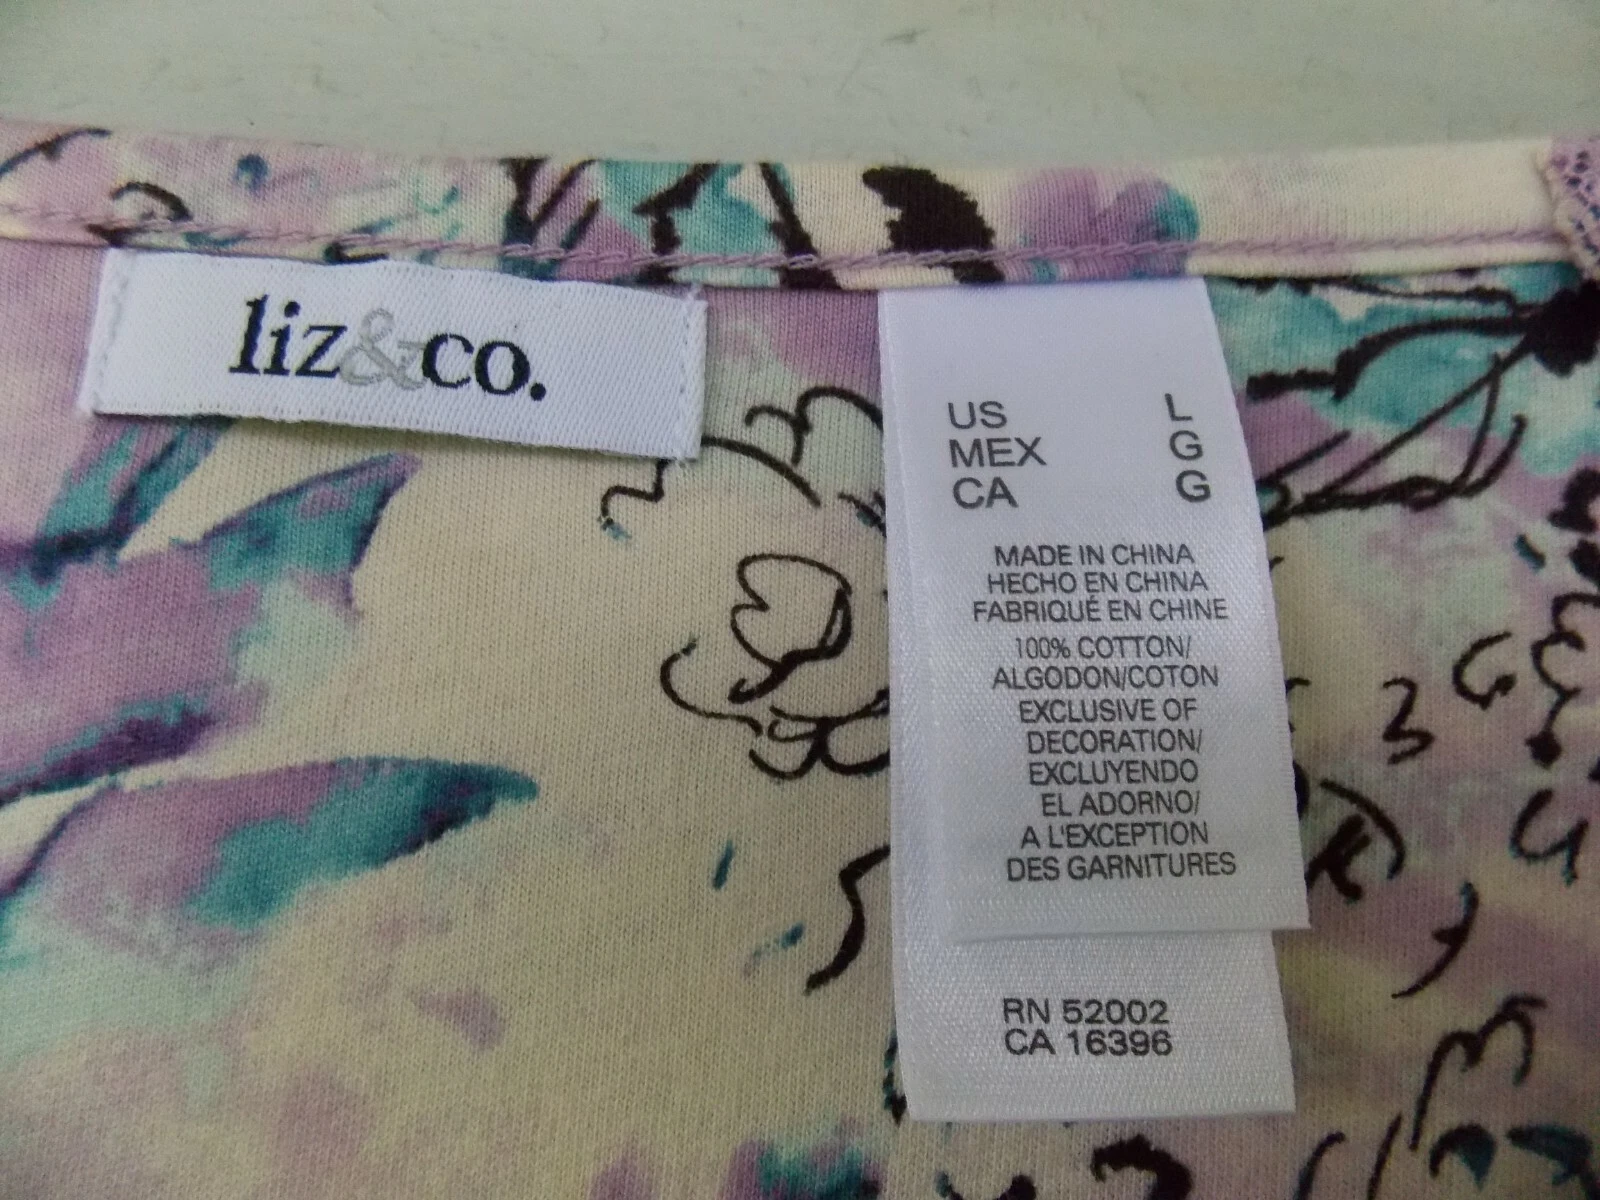 liz&co.
US L
MEX G
CA G
MADE IN CHINA
HECHO EN CHINA
FABRIQUÉ EN CHINE
100% COTTON/
ALGODON/COTON
EXCLUSIVE OF
DECORATION/
EXCLUYENDO
EL ADORNO/
A L'EXCEPTION
DES GARNITURES
RN 52002
CA 16396